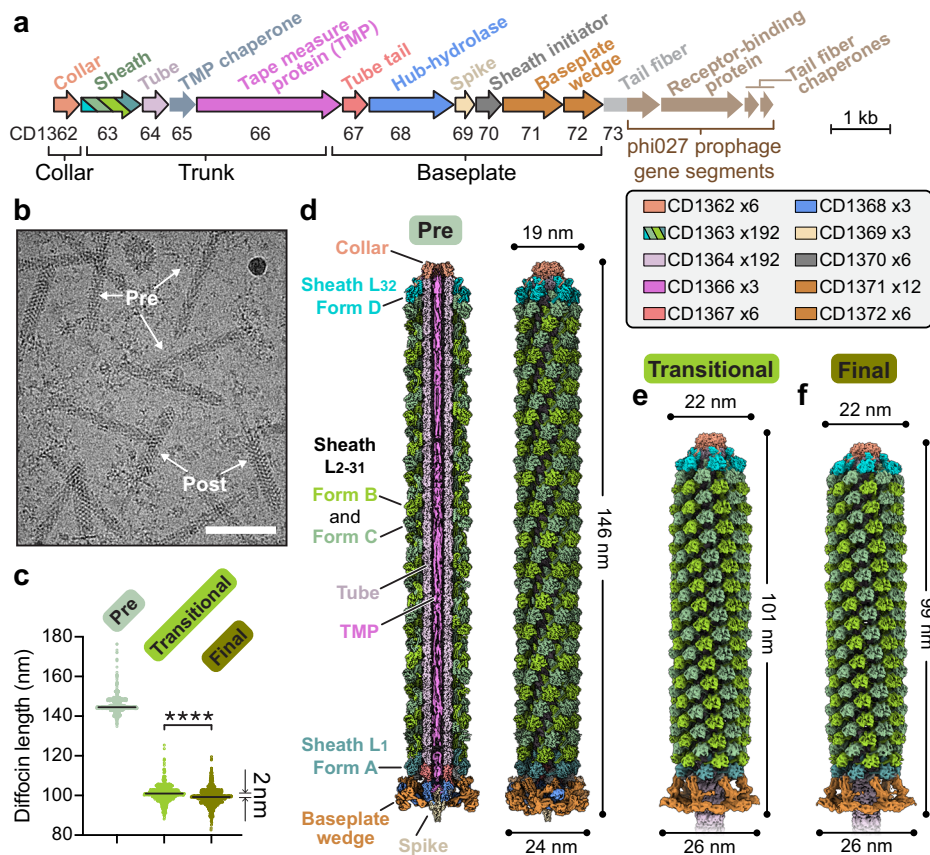 a
Collar
Sheath
Tube
TMP chaperone
Tape measure
protein (TMP)
Tube tail
Hub-hydrolase
Spike
Sheath initiator
Baseplate
wedge
Tail fiber
Receptor-binding
protein
Tail fiber
chaperones
CD1362 63 64 65 66 67 68 69 70 71 72 73
1 kb
Collar Trunk Baseplate
phi027 prophage
gene segments
b
Pre
Post
c
Pre
Transitional
Final
Diffocin length (nm)
180
160
140
120
100
80
****
2nm
d
Pre
19 nm
Collar
Sheath L32
Form D
Sheath
L2-31
Form B
and
Form C
Tube
TMP
Sheath L1
Form A
Baseplate
wedge
Spike
146 nm
24 nm
CD1362 x6
CD1363 x192
CD1364 x192
CD1366 x3
CD1367 x6
CD1368 x3
CD1369 x3
CD1370 x6
CD1371 x12
CD1372 x6
Transitional
e
22 nm
101 nm
26 nm
Final
f
22 nm
99 nm
26 nm